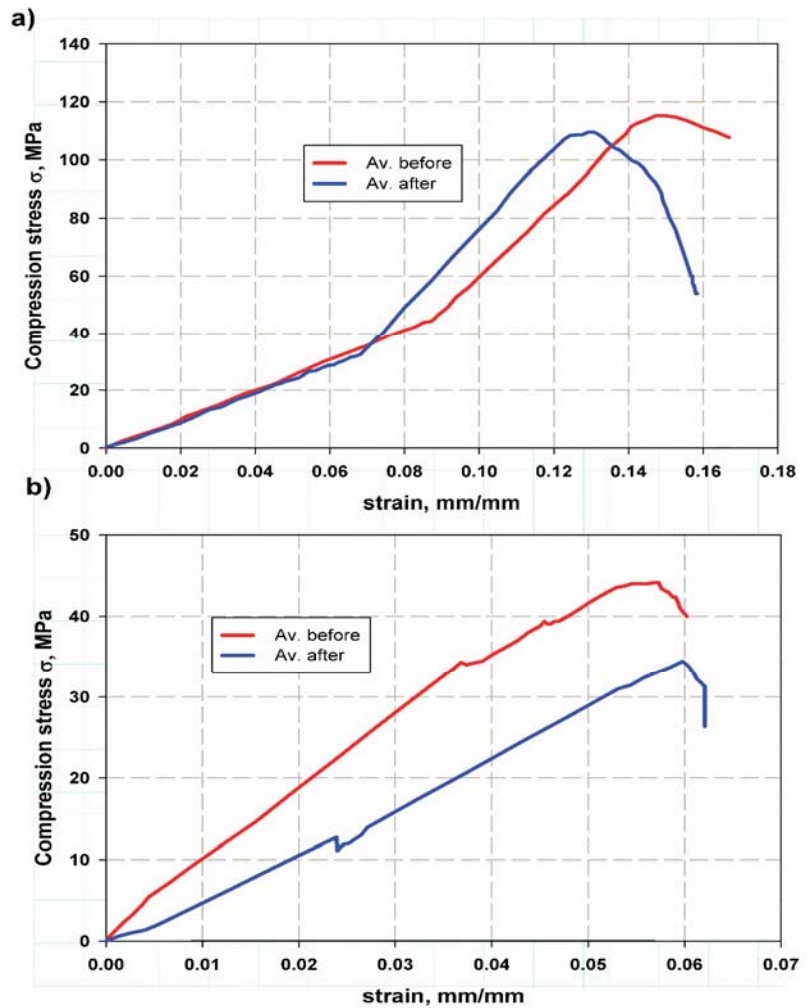 a)
140
120
100
80
60
40
20
0
Compression stress σ, MPa
Av. before
Av. after
0.00 0.02 0.04 0.06 0.08 0.10 0.12 0.14 0.16 0.18
strain, mm/mm
b)
50
40
30
20
10
0
Compression stress σ, MPa
Av. before
Av. after
0.00 0.01 0.02 0.03 0.04 0.05 0.06 0.07
strain, mm/mm